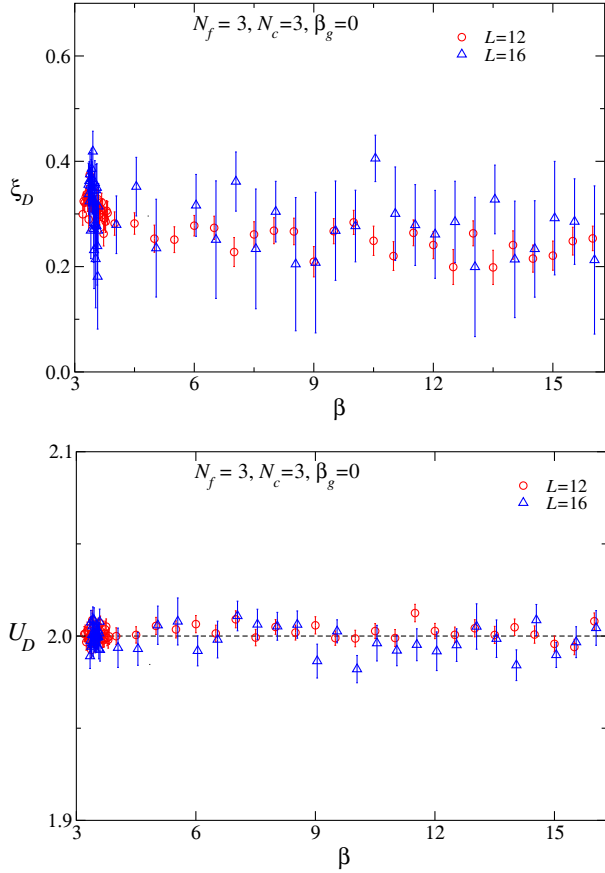 N_f = 3, N_c=3, β_g=0
L=12
L=16
0.6
0.4
ξ_D
0.2
0.0
3 6 9 12 15
β
2.1
N_f = 3, N_c=3, β_g=0
L=12
L=16
U_D 2.0
1.9
3 6 9 12 15
β